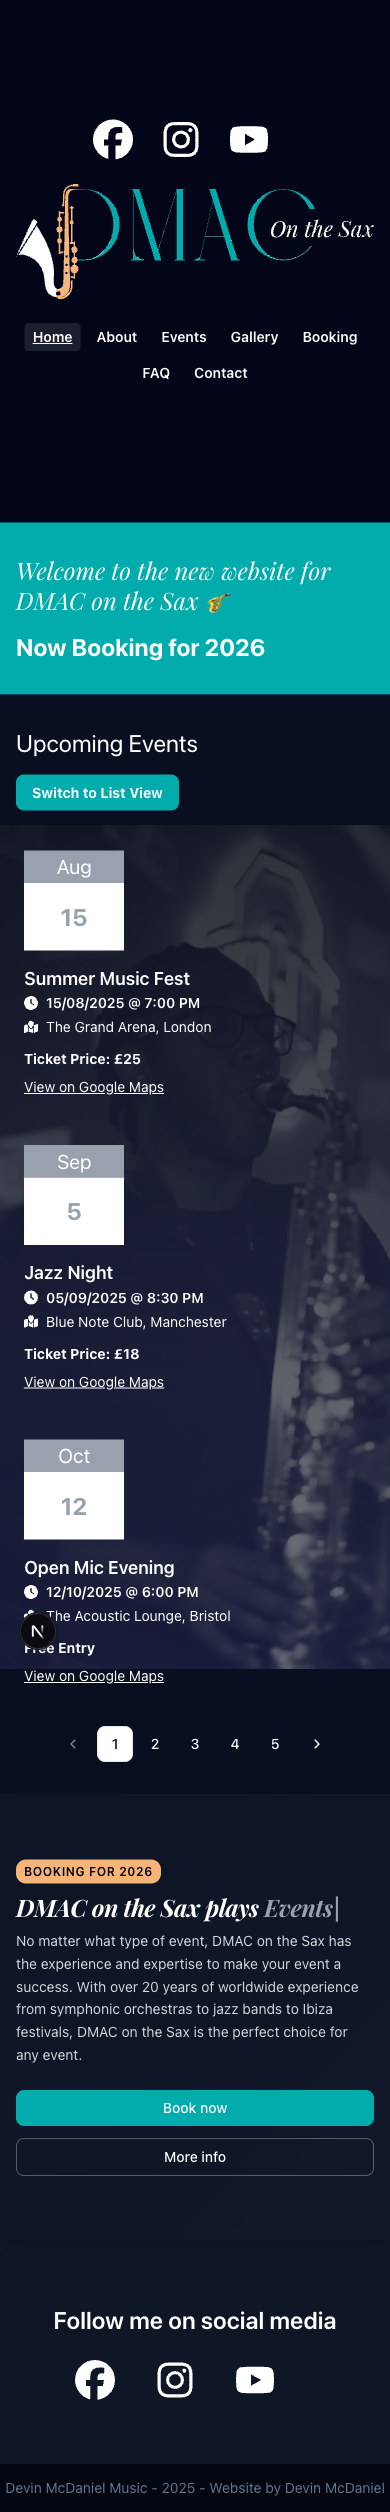 DMAC
On the Sax
Home About Events Gallery Booking
FAQ Contact
Welcome to the new website for
DMAC on the Sax 🎷
Now Booking for 2026
Upcoming Events
Switch to List View
Aug
15
Summer Music Fest
15/08/2025 @ 7:00 PM
The Grand Arena, London
Ticket Price: £25
View on Google Maps
Sep
5
Jazz Night
05/09/2025 @ 8:30 PM
Blue Note Club, Manchester
Ticket Price: £18
View on Google Maps
Oct
12
Open Mic Evening
12/10/2025 @ 6:00 PM
The Acoustic Lounge, Bristol
N
Free Entry
View on Google Maps
1 2 3 4 5
BOOKING FOR 2026
DMAC on the Sax plays Events
No matter what type of event, DMAC on the Sax has
the experience and expertise to make your event a
success. With over 20 years of worldwide experience
from symphonic orchestras to jazz bands to Ibiza
festivals, DMAC on the Sax is the perfect choice for
any event.
Book now
More info
Follow me on social media
Devin McDaniel Music - 2025 - Website by Devin McDaniel